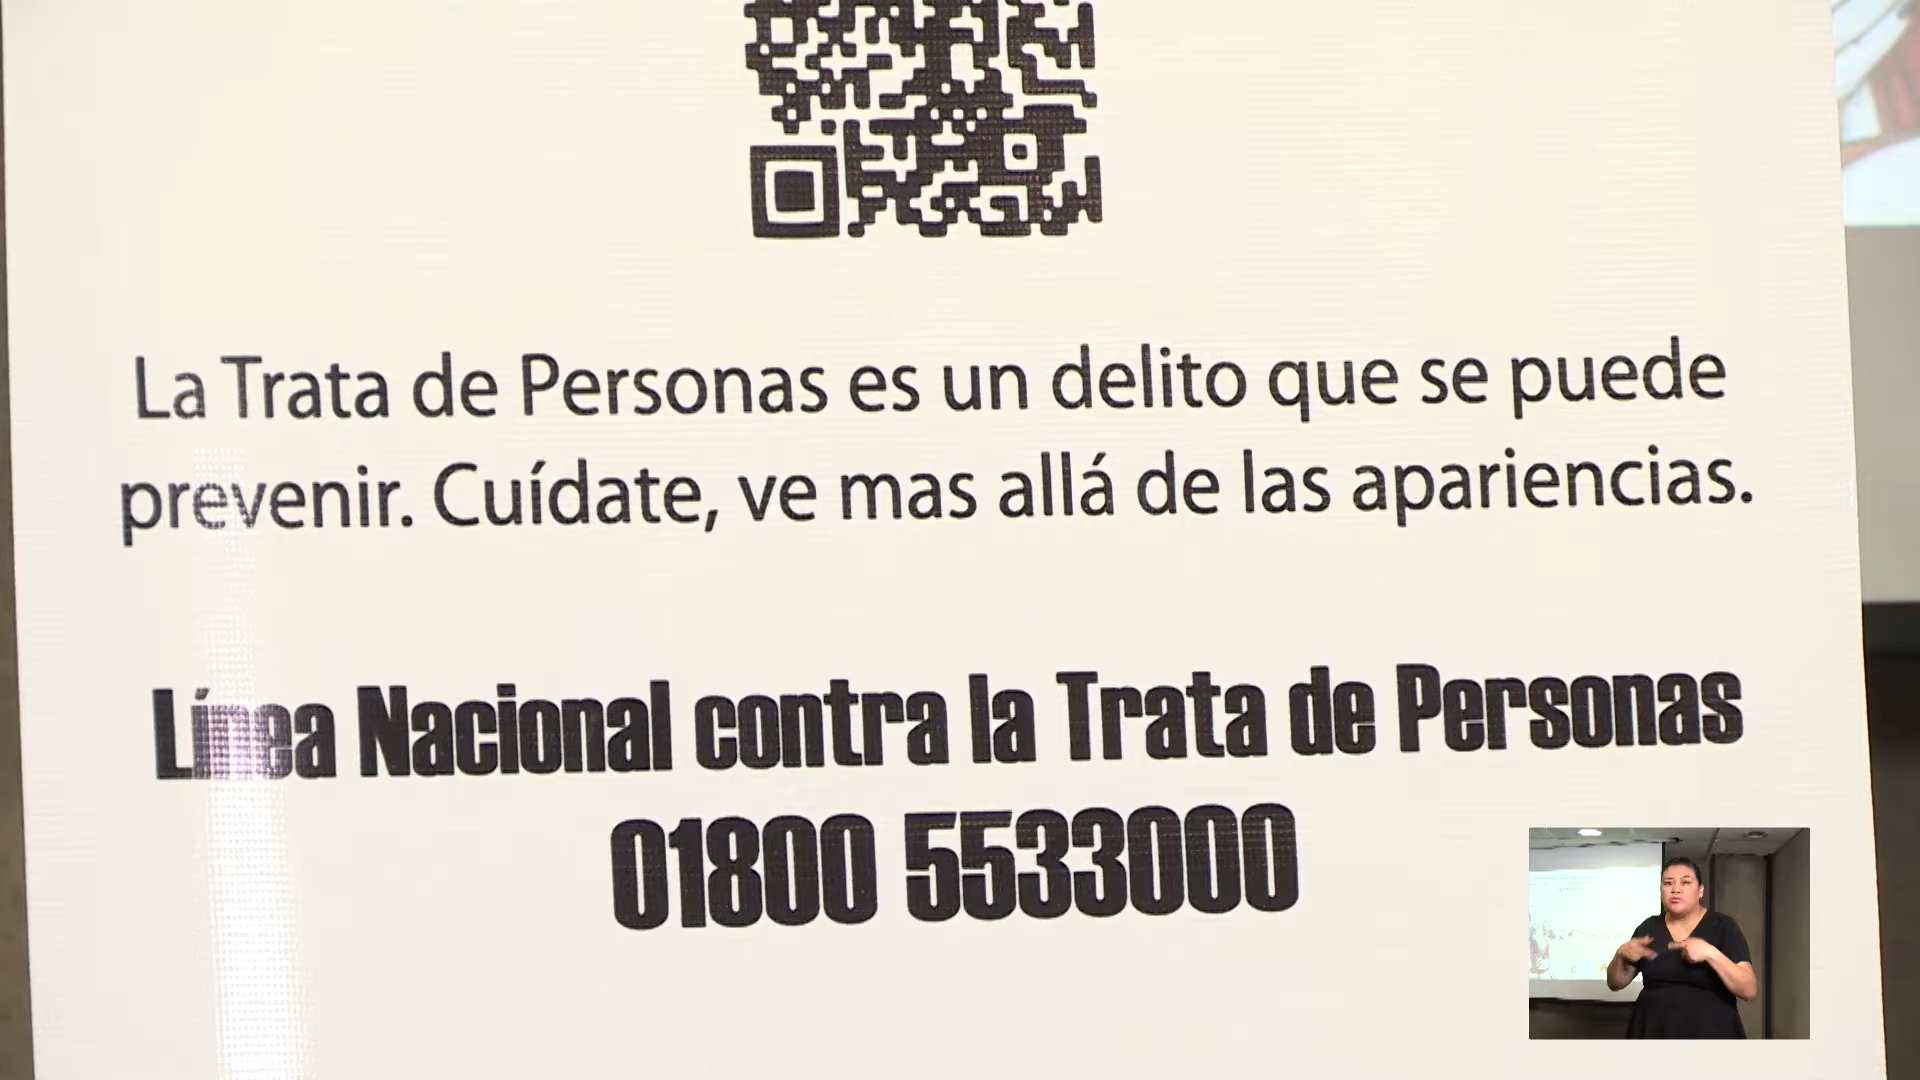 La Trata de Personas es un delito que se puede
prevenir. Cuídate, ve mas allá de las apariencias.
Línea Nacional contra la Trata de Personas
01800 5533000